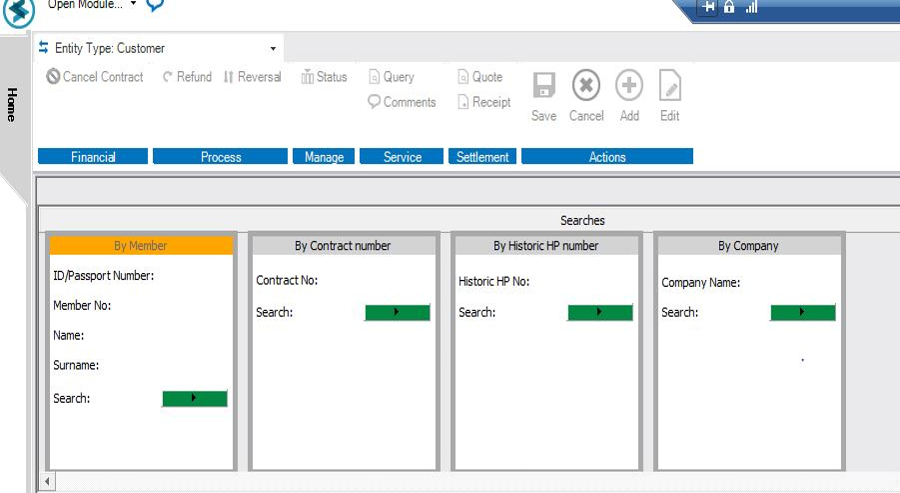 Open Module...
Entity Type: Customer
Cancel Contract Refund Reversal Status Query Quote
Comments Receipt
Save Cancel Add Edit
Home
Financial Process Manage Service Settlement Actions
Searches
By Member By Contract number By Historic HP number By Company
ID/Passport Number: Contract No: Historic HP No: Company Name:
Member No: Search: Search: Search:
Name:
Surname:
Search: